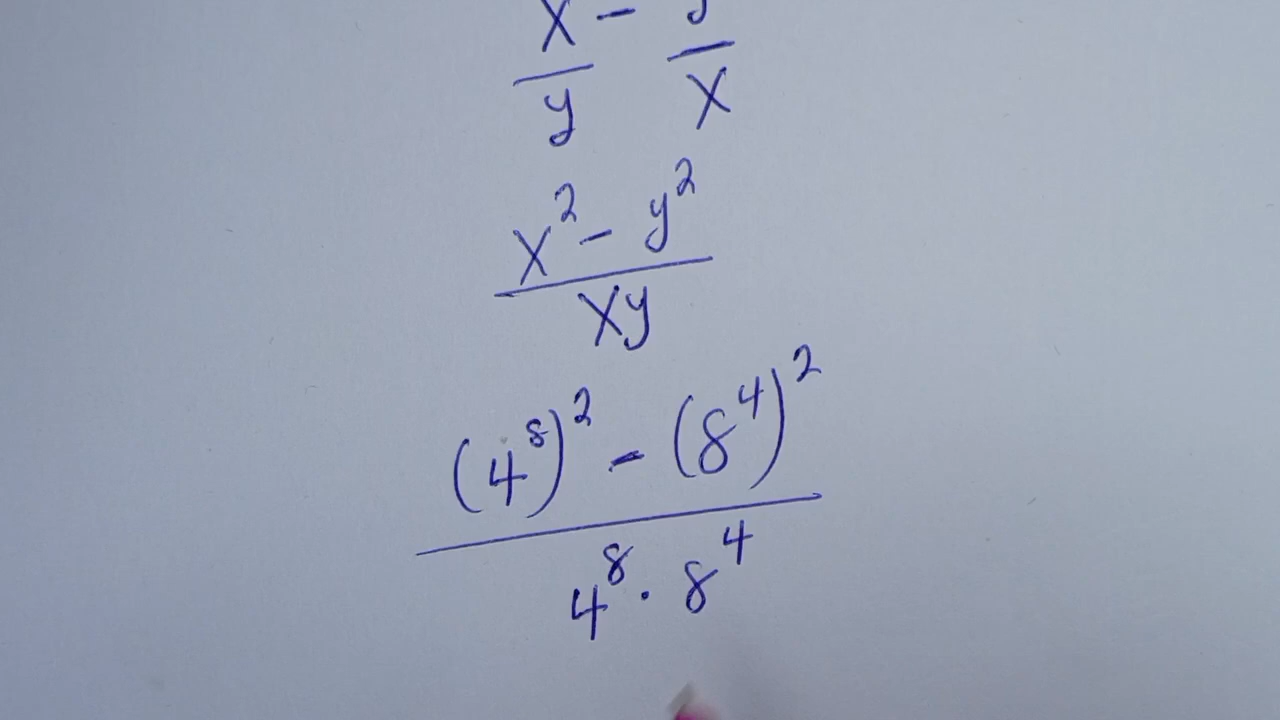 x/y - y/x
x² - y²
xy
(4⁸)² - (8⁴)²
4⁸ · 8⁴